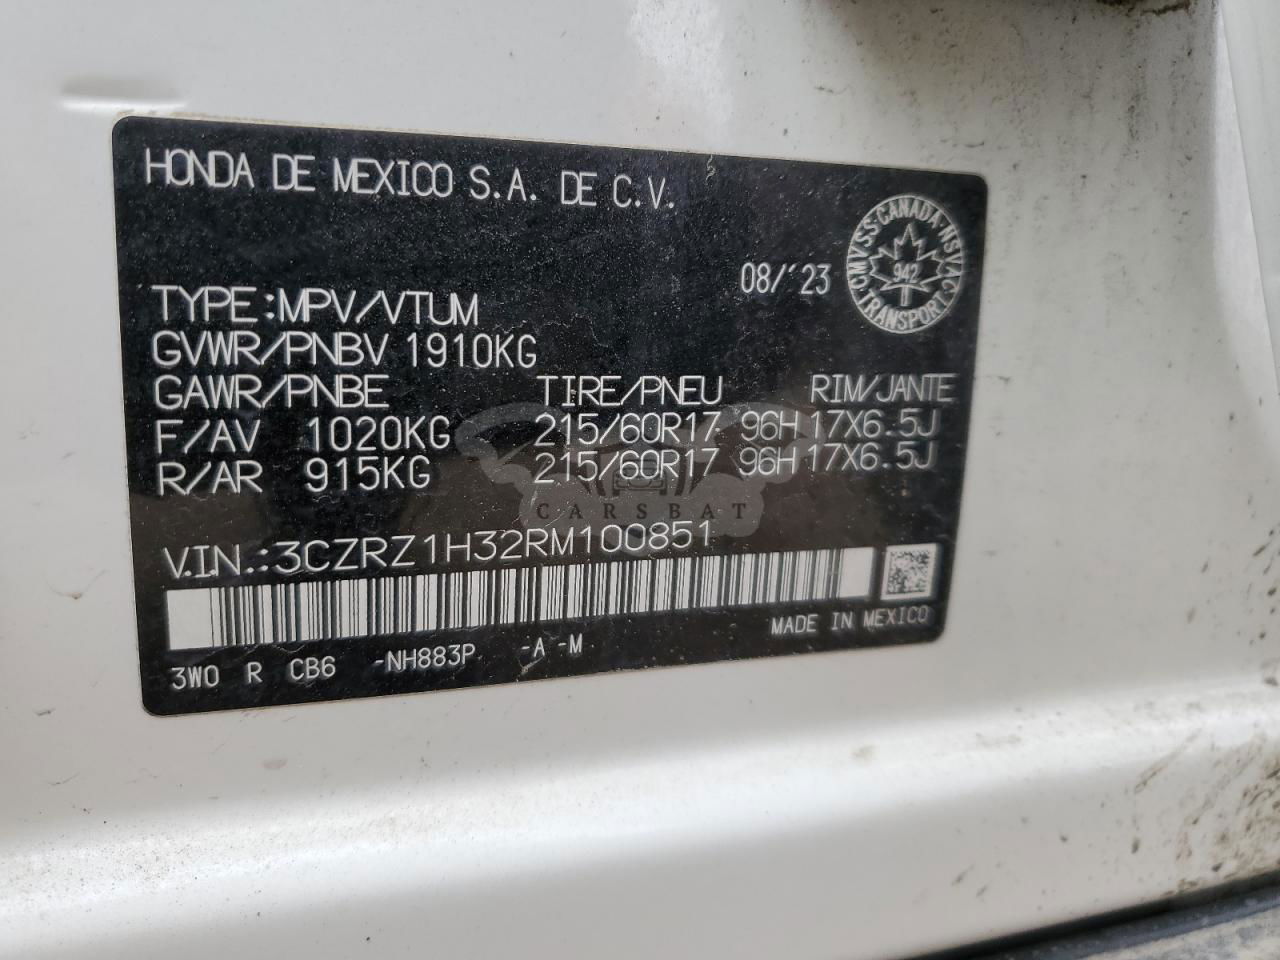 HONDA DE MEXICO S.A. DE C.V.
08/'23
CMVSS·CANADA·NSVAC·TRANSPORT
942
TYPE:MPV/VTUM
GVWR/PNBV 1910KG
GAWR/PNBE TIRE/PNEU RIM/JANTE
F/AV 1020KG 215/60R17 96H 17X6.5J
R/AR 915KG 215/60R17 96H 17X6.5J
CARSBAT
V.IN.:3CZRZ1H32RM100851
MADE IN MEXICO
3W0 R CB6 -NH883P -A -M